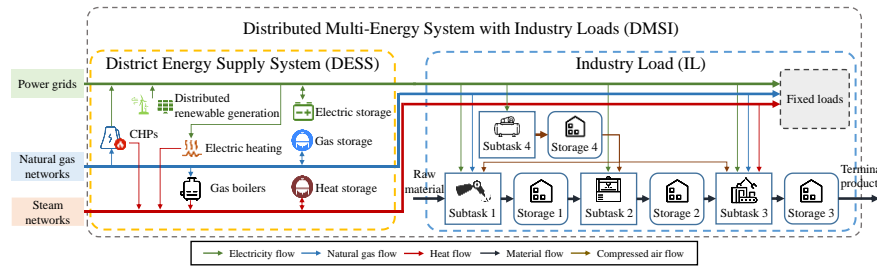 Distributed Multi-Energy System with Industry Loads (DMSI)
District Energy Supply System (DESS)
Industry Load (IL)
Power grids
Distributed
renewable generation
Electric storage
Fixed loads
CHPs
Electric heating
Gas storage
Subtask 4
Storage 4
Natural gas
networks
Gas boilers
Heat storage
Steam
networks
Raw
material
Subtask 1
Storage 1
Subtask 2
Storage 2
Subtask 3
Storage 3
Terminal
product
Electricity flow
Natural gas flow
Heat flow
Material flow
Compressed air flow